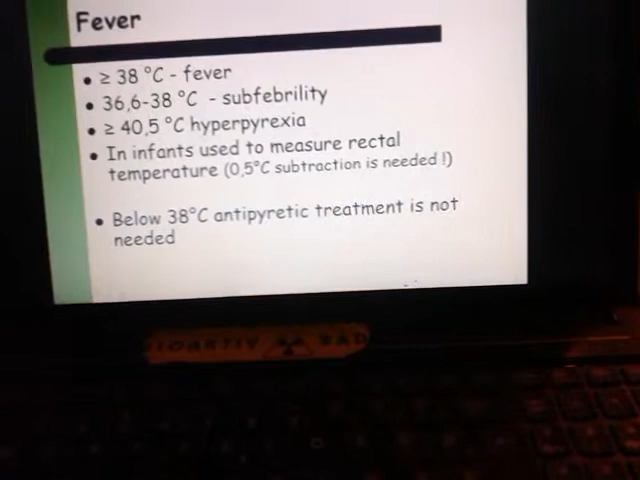 Fever
• ≥ 38 °C - fever
• 36,6-38 °C - subfebrility
• ≥ 40,5 °C hyperpyrexia
• In infants used to measure rectal
temperature (0,5°C subtraction is needed !)
• Below 38°C antipyretic treatment is not
needed